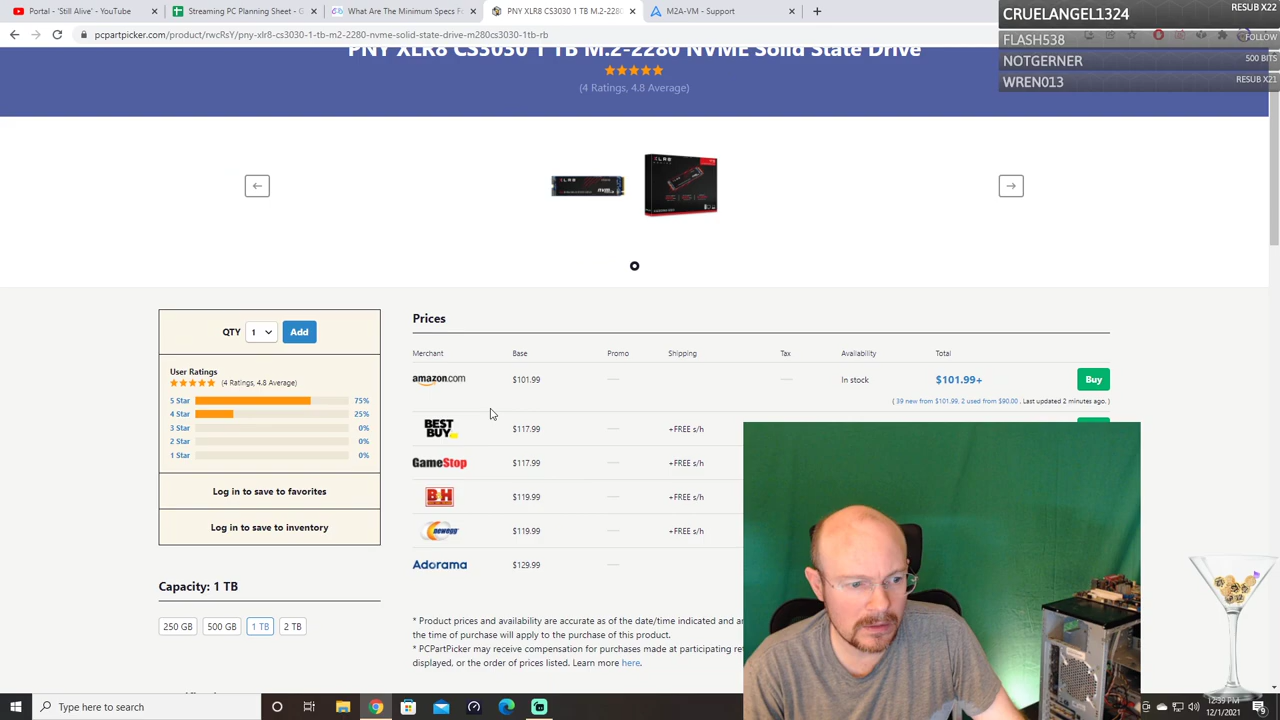 Portal - 'Still Alive' - YouTube
Streaming PC Planning Sheet - G
What Are The Minimum Specs F
PNY XLR8 CS3030 1 TB M.2-2280
M2A-VM - Support
CRUELANGEL1324 RESUB X22
pcpartpicker.com/product/rwcRsY/pny-xlr8-cs3030-1-tb-m2-2280-nvme-solid-state-drive-m280cs3030-1tb-rb
FLASH538 FOLLOW
NOTGERNER 500 BITS
WREN013 RESUB X21
PNY XLR8 CS3030 1 TB M.2-2280 NVME Solid State Drive
(4 Ratings, 4.8 Average)
Prices
QTY 1 Add
Merchant Base Promo Shipping Tax Availability Total
User Ratings
(4 Ratings, 4.8 Average)
5 Star 75%
4 Star 25%
3 Star 0%
2 Star 0%
1 Star 0%
amazon.com $101.99 In stock $101.99+ Buy
( 39 new from $101.99, 2 used from $90.00 , Last updated 2 minutes ago. )
BEST BUY $117.99 +FREE s/h
GameStop $117.99 +FREE s/h
B&H $119.99 +FREE s/h
newegg $119.99 +FREE s/h
Adorama $129.99
Log in to save to favorites
Log in to save to inventory
Capacity: 1 TB
250 GB 500 GB 1 TB 2 TB
* Product prices and availability are accurate as of the date/time indicated and ar
the time of purchase will apply to the purchase of this product.
* PCPartPicker may receive compensation for purchases made at participating ret
displayed, or the order of prices listed. Learn more here.
Type here to search
12:39 PM
12/1/2021